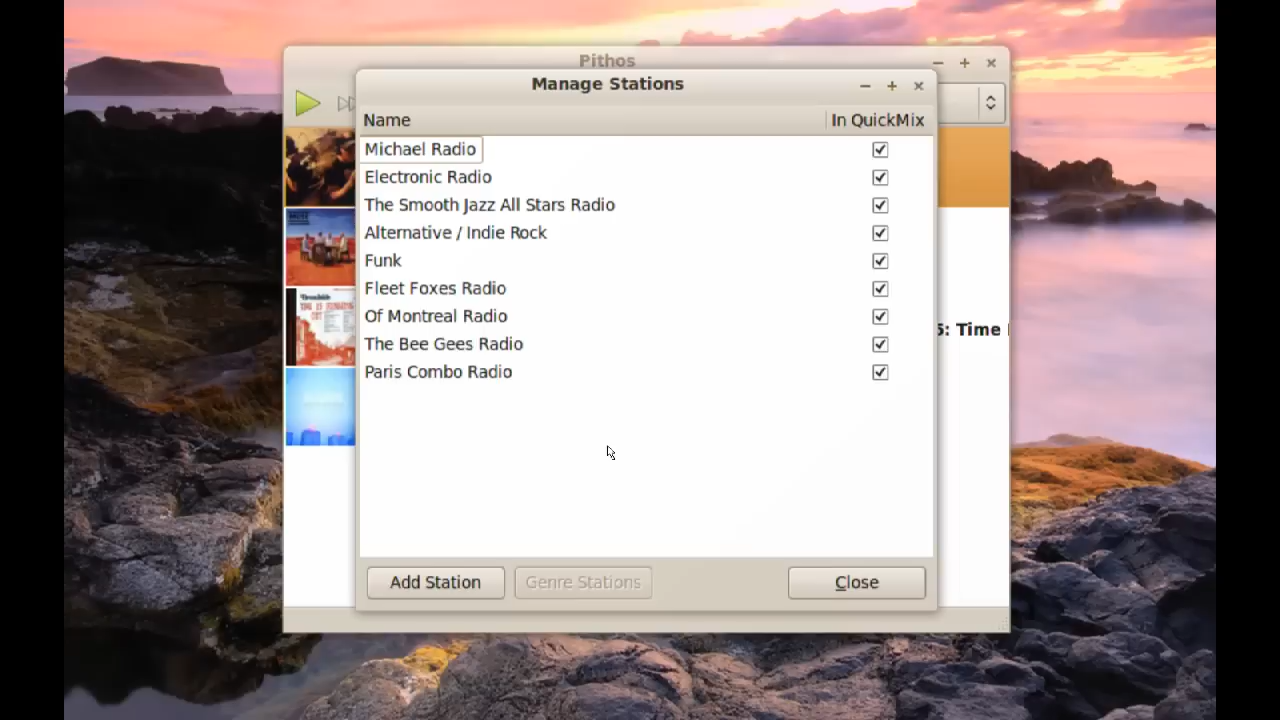 Pithos
Manage Stations
Name In QuickMix
Michael Radio
Electronic Radio
The Smooth Jazz All Stars Radio
Alternative / Indie Rock
Funk
Fleet Foxes Radio
Of Montreal Radio
5: Time
The Bee Gees Radio
Paris Combo Radio
Add Station Genre Stations Close